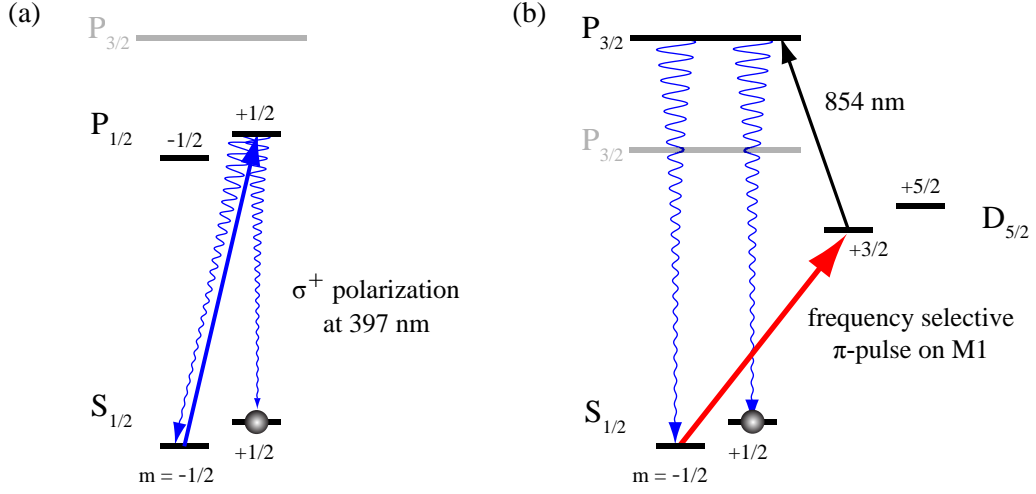 (a)
P3/2
P1/2
-1/2
+1/2
σ+ polarization
at 397 nm
S1/2
+1/2
m = -1/2
(b)
P3/2
854 nm
P3/2
+5/2
D5/2
+3/2
frequency selective
π-pulse on M1
S1/2
+1/2
m = -1/2